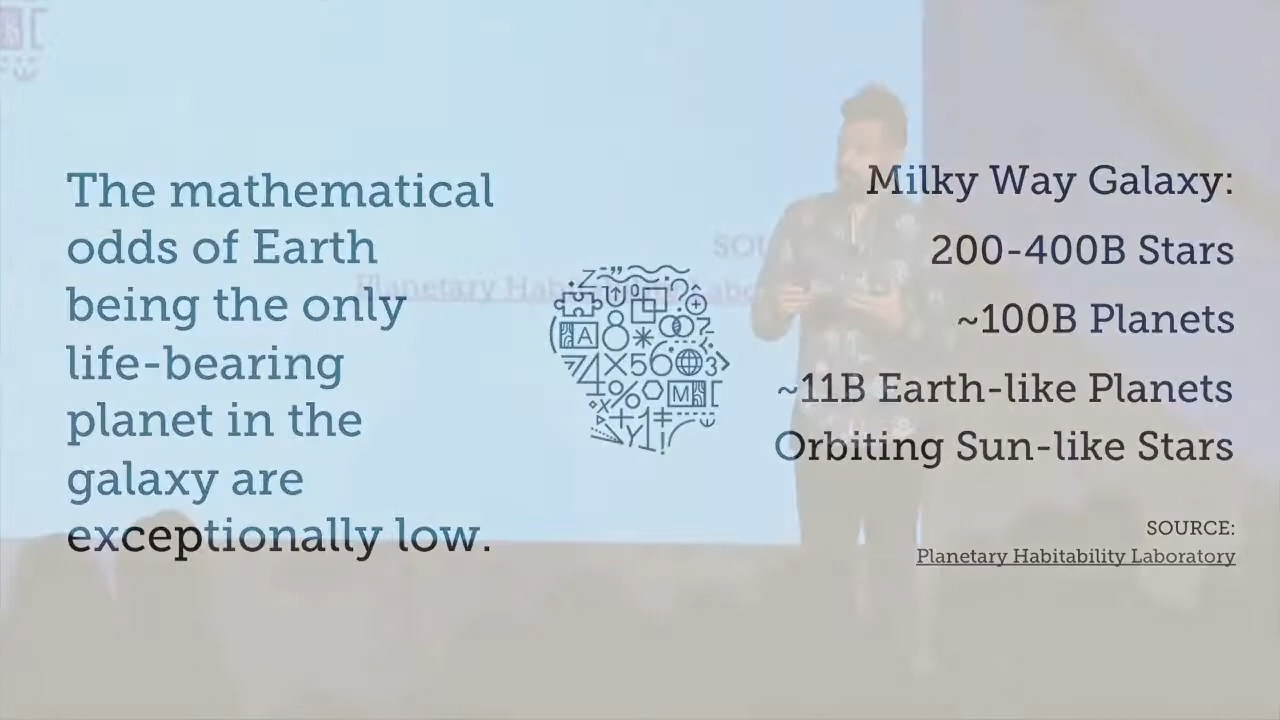 The mathematical
odds of Earth
being the only
life-bearing
planet in the
galaxy are
exceptionally low.
Milky Way Galaxy:
200-400B Stars
~100B Planets
~11B Earth-like Planets
Orbiting Sun-like Stars
SOURCE:
Planetary Habitability Laboratory